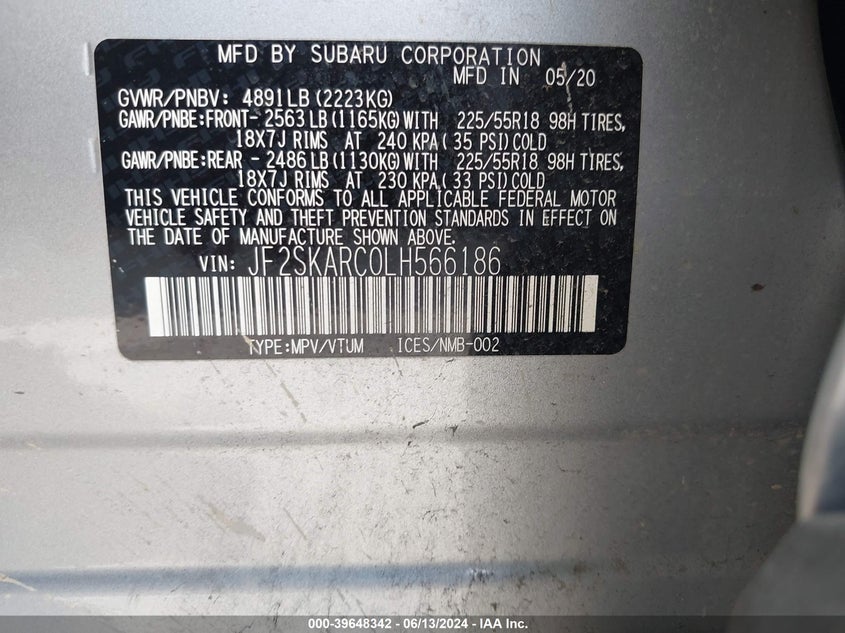 MFD BY SUBARU CORPORATION
MFD IN 05/20
GVWR/PNBV: 4891LB (2223KG)
GAWR/PNBE:FRONT- 2563 LB (1165KG) WITH 225/55R18 98H TIRES,
18X7J RIMS AT 240 KPA ( 35 PSI) COLD
GAWR/PNBE:REAR - 2486 LB (1130KG) WITH 225/55R18 98H TIRES,
18X7J RIMS AT 230 KPA ( 33 PSI) COLD
THIS VEHICLE CONFORMS TO ALL APPLICABLE FEDERAL MOTOR
VEHICLE SAFETY AND THEFT PREVENTION STANDARDS IN EFFECT ON
THE DATE OF MANUFACTURE SHOWN ABOVE.
VIN: JF2SKARC0LH566186
TYPE:MPV/VTUM ICES/NMB-002
000-39648342 / 06/13/2024 - IAA Inc.